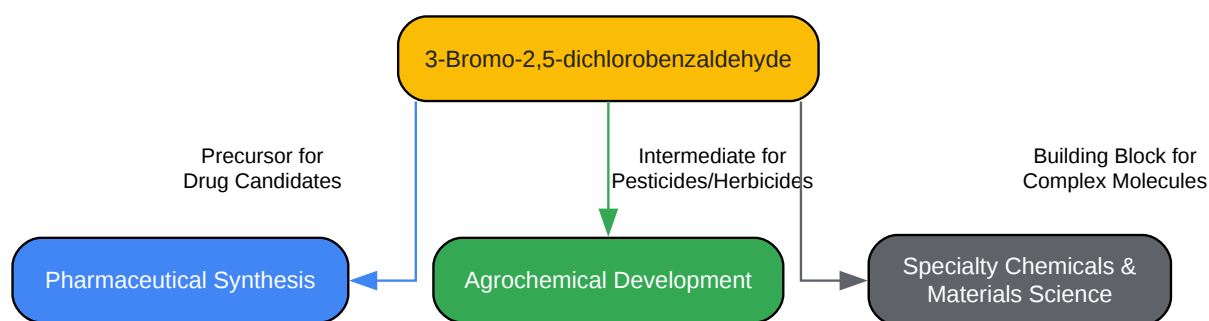 3-Bromo-2,5-dichlorobenzaldehyde
Precursor for
Drug Candidates
Intermediate for
Pesticides/Herbicides
Building Block for
Complex Molecules
Pharmaceutical Synthesis
Agrochemical Development
Specialty Chemicals &
Materials Science